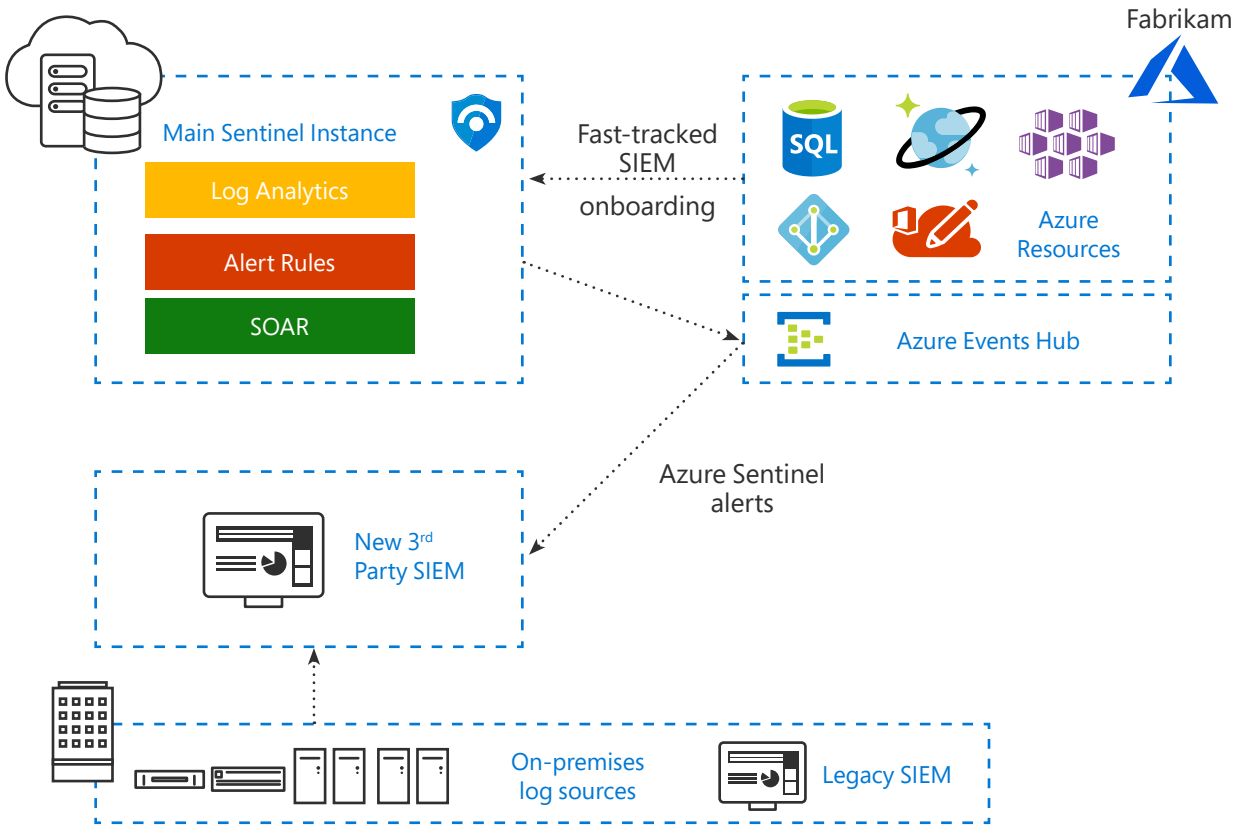 Fabrikam
Main Sentinel Instance
Log Analytics
Alert Rules
SOAR
Fast-tracked
SIEM
onboarding
SQL
Azure
Resources
Azure Events Hub
Azure Sentinel
alerts
New 3rd
Party SIEM
On-premises
log sources
Legacy SIEM